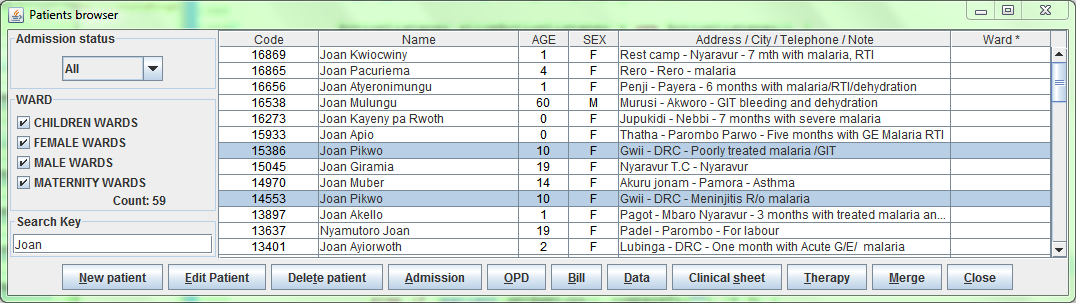 Patients browser
Admission status
All
WARD
CHILDREN WARDS
FEMALE WARDS
MALE WARDS
MATERNITY WARDS
Count: 59
Search Key
Joan
Code Name AGE SEX Address / City / Telephone / Note Ward *
16869 Joan Kwiocwiny 1 F Rest camp - Nyaravur - 7 mth with malaria, RTI
16865 Joan Pacuriema 4 F Rero - Rero - malaria
16656 Joan Atyeronimungu 1 F Penji - Payera - 6 months with malaria/RTI/dehydration
16538 Joan Mulungu 60 M Murusi - Akworo - GIT bleeding and dehydration
16273 Joan Kayeny pa Rwoth 0 F Jupukidi - Nebbi - 7 months with severe malaria
15933 Joan Apio 0 F Thatha - Parombo Parwo - Five months with GE Malaria RTI
15386 Joan Pikwo 10 F Gwii - DRC - Poorly treated malaria /GIT
15045 Joan Giramia 19 F Nyaravur T.C - Nyaravur
14970 Joan Muber 14 F Akuru jonam - Pamora - Asthma
14553 Joan Pikwo 10 F Gwii - DRC - Meninjitis R/o malaria
13897 Joan Akello 1 F Pagot - Mbaro Nyaravur - 3 months with treated malaria an...
13637 Nyamutoro Joan 19 F Padel - Parombo - For labour
13401 Joan Ayiorwoth 2 F Lubinga - DRC - One month with Acute G/E/ malaria
New patient Edit Patient Delete patient Admission OPD Bill Data Clinical sheet Therapy Merge Close